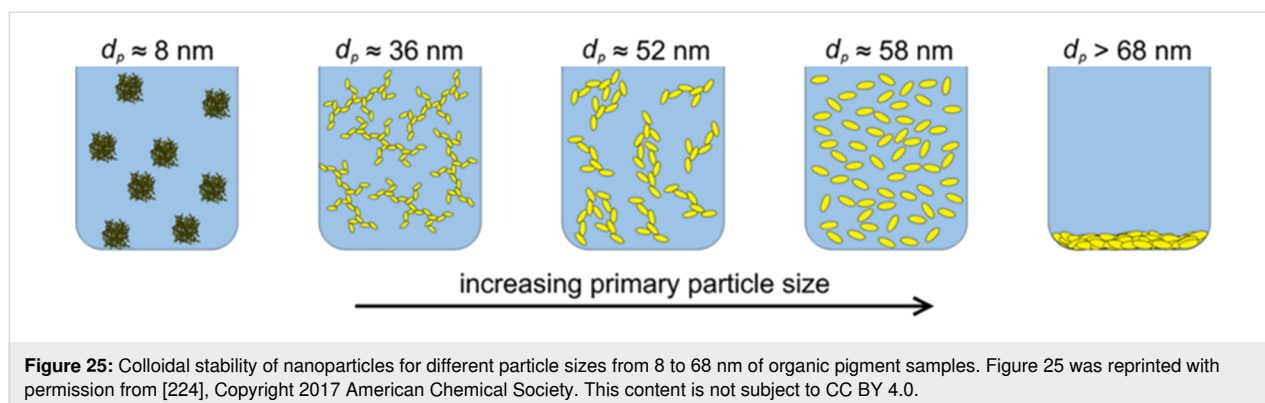 dₚ ≈ 8 nm dₚ ≈ 36 nm dₚ ≈ 52 nm dₚ ≈ 58 nm dₚ > 68 nm
increasing primary particle size
Figure 25: Colloidal stability of nanoparticles for different particle sizes from 8 to 68 nm of organic pigment samples. Figure 25 was reprinted with
permission from [224], Copyright 2017 American Chemical Society. This content is not subject to CC BY 4.0.